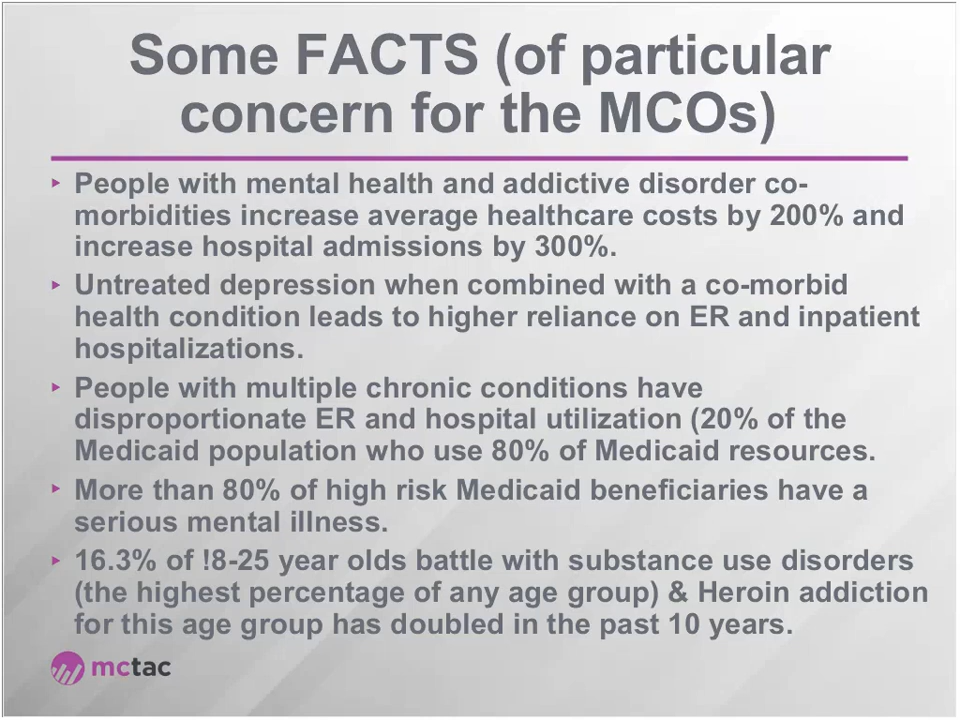 Some FACTS (of particular
concern for the MCOs)
‣ People with mental health and addictive disorder co-
morbidities increase average healthcare costs by 200% and
increase hospital admissions by 300%.
‣ Untreated depression when combined with a co-morbid
health condition leads to higher reliance on ER and inpatient
hospitalizations.
‣ People with multiple chronic conditions have
disproportionate ER and hospital utilization (20% of the
Medicaid population who use 80% of Medicaid resources.
‣ More than 80% of high risk Medicaid beneficiaries have a
serious mental illness.
‣ 16.3% of !8-25 year olds battle with substance use disorders
(the highest percentage of any age group) & Heroin addiction
for this age group has doubled in the past 10 years.
mctac